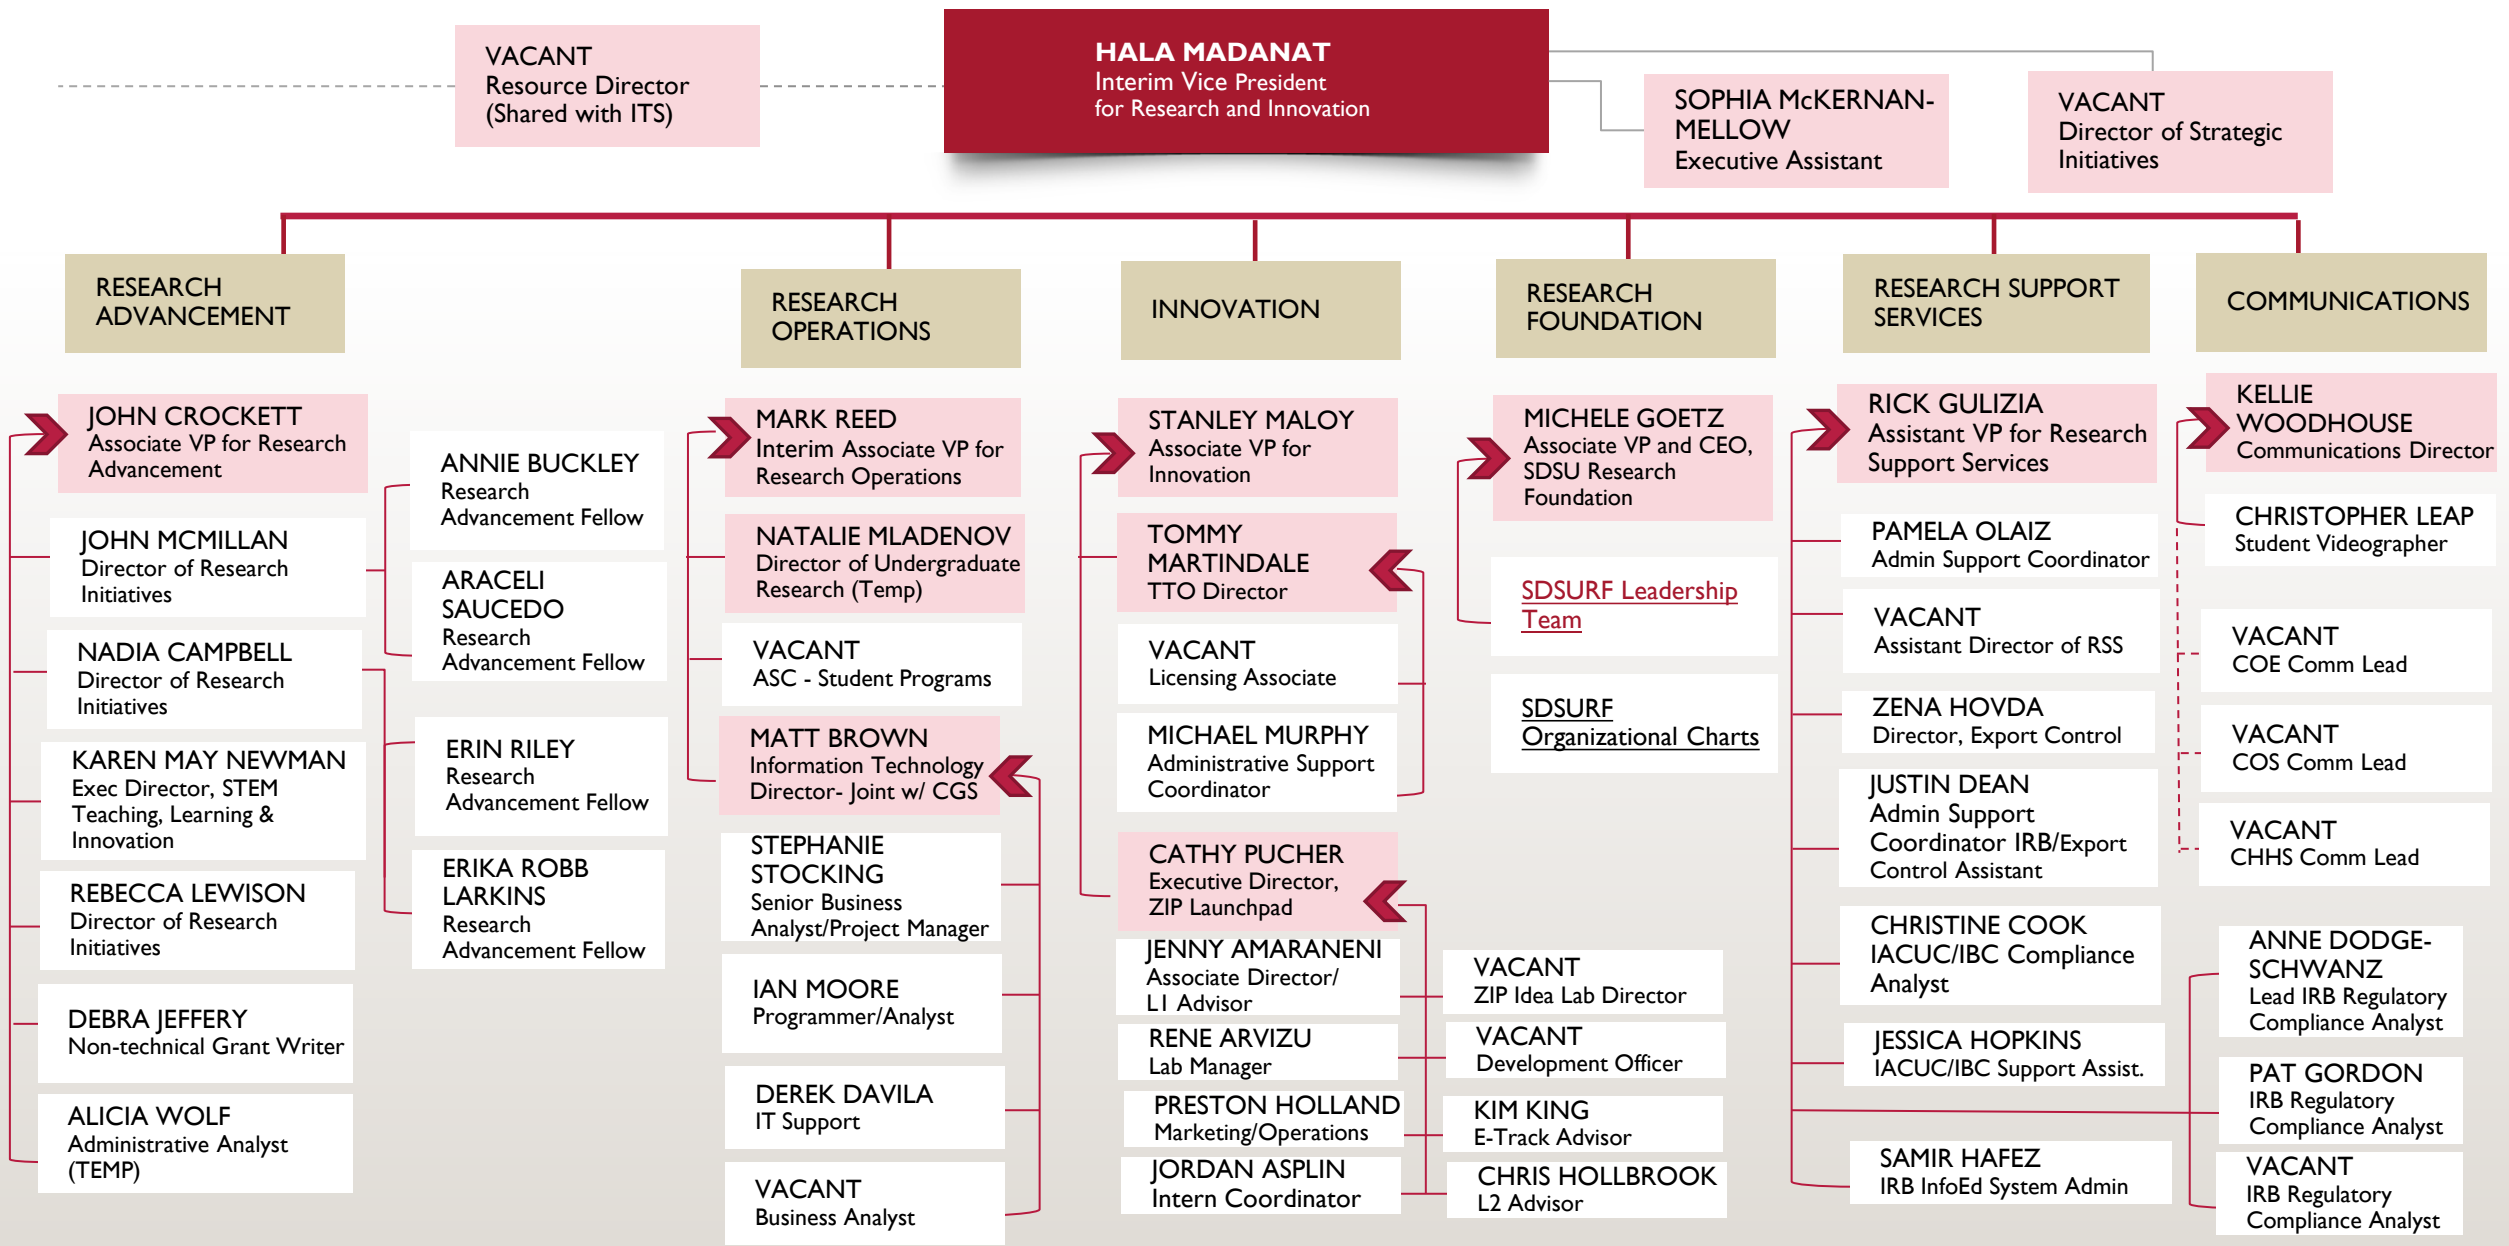 VACANT
Resource Director
(Shared with ITS)
HALA MADANAT
Interim Vice President
for Research and Innovation
SOPHIA McKERNAN-
MELLOW
Executive Assistant
VACANT
Director of Strategic
Initiatives
RESEARCH
ADVANCEMENT
JOHN CROCKETT
Associate VP for Research
Advancement
JOHN MCMILLAN
Director of Research
Initiatives
NADIA CAMPBELL
Director of Research
Initiatives
KAREN MAY NEWMAN
Exec Director, STEM
Teaching, Learning &
Innovation
REBECCA LEWISON
Director of Research
Initiatives
DEBRA JEFFERY
Non-technical Grant Writer
ALICIA WOLF
Administrative Analyst
(TEMP)
ANNIE BUCKLEY
Research
Advancement Fellow
ARACELI
SAUCEDO
Research
Advancement Fellow
ERIN RILEY
Research
Advancement Fellow
ERIKA ROBB
LARKINS
Research
Advancement Fellow
RESEARCH
OPERATIONS
MARK REED
Interim Associate VP for
Research Operations
NATALIE MLADENOV
Director of Undergraduate
Research (Temp)
VACANT
ASC - Student Programs
MATT BROWN
Information Technology
Director- Joint w/ CGS
STEPHANIE
STOCKING
Senior Business
Analyst/Project Manager
IAN MOORE
Programmer/Analyst
DEREK DAVILA
IT Support
VACANT
Business Analyst
INNOVATION
STANLEY MALOY
Associate VP for
Innovation
TOMMY
MARTINDALE
TTO Director
VACANT
Licensing Associate
MICHAEL MURPHY
Administrative Support
Coordinator
CATHY PUCHER
Executive Director,
ZIP Launchpad
JENNY AMARANENI
Associate Director/
L1 Advisor
RENE ARVIZU
Lab Manager
PRESTON HOLLAND
Marketing/Operations
JORDAN ASPLIN
Intern Coordinator
VACANT
ZIP Idea Lab Director
VACANT
Development Officer
KIM KING
E-Track Advisor
CHRIS HOLLBROOK
L2 Advisor
RESEARCH
FOUNDATION
MICHELE GOETZ
Associate VP and CEO,
SDSU Research
Foundation
SDSURF Leadership
Team
SDSURF
Organizational Charts
RESEARCH SUPPORT
SERVICES
RICK GULIZIA
Assistant VP for Research
Support Services
PAMELA OLAIZ
Admin Support Coordinator
VACANT
Assistant Director of RSS
ZENA HOVDA
Director, Export Control
JUSTIN DEAN
Admin Support
Coordinator IRB/Export
Control Assistant
CHRISTINE COOK
IACUC/IBC Compliance
Analyst
JESSICA HOPKINS
IACUC/IBC Support Assist.
SAMIR HAFEZ
IRB InfoEd System Admin
ANNE DODGE-
SCHWANZ
Lead IRB Regulatory
Compliance Analyst
PAT GORDON
IRB Regulatory
Compliance Analyst
VACANT
IRB Regulatory
Compliance Analyst
COMMUNICATIONS
KELLIE
WOODHOUSE
Communications Director
CHRISTOPHER LEAP
Student Videographer
VACANT
COE Comm Lead
VACANT
COS Comm Lead
VACANT
CHHS Comm Lead